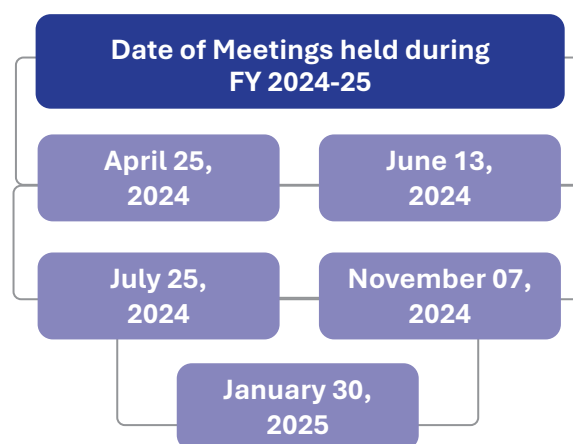 Date of Meetings held during
FY 2024-25
April 25,
2024
June 13,
2024
July 25,
2024
November 07,
2024
January 30,
2025